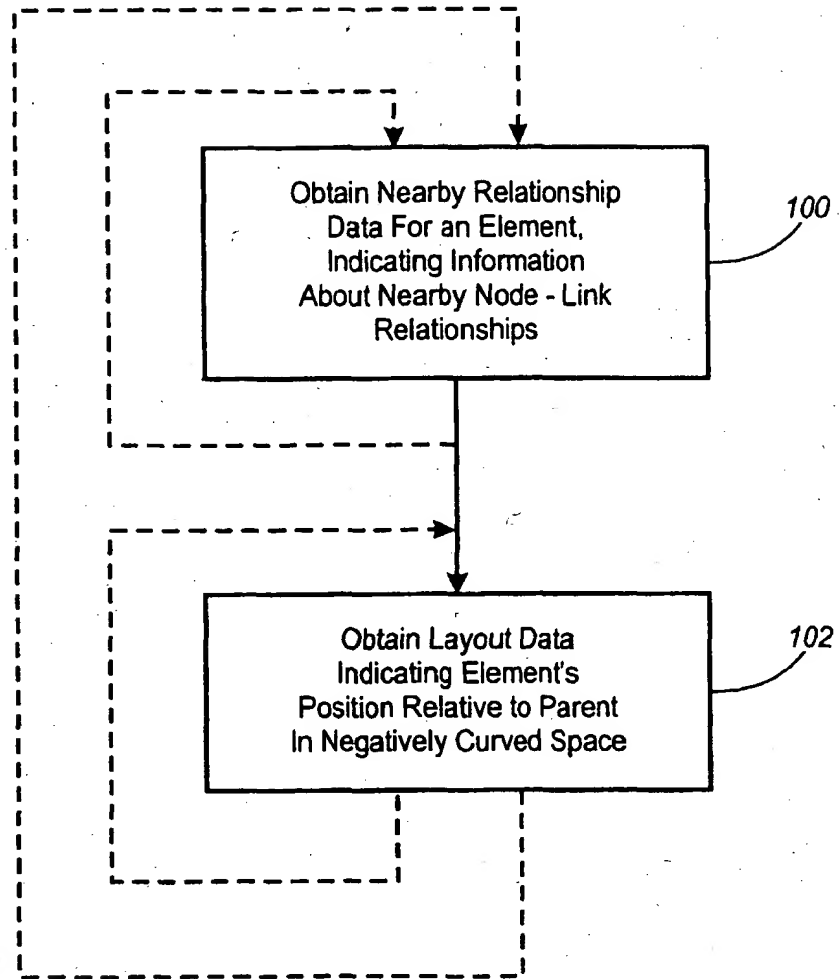 Obtain Nearby Relationship
Data For an Element,
Indicating Information
About Nearby Node - Link
Relationships
100
Obtain Layout Data
Indicating Element's
Position Relative to Parent
In Negatively Curved Space
102